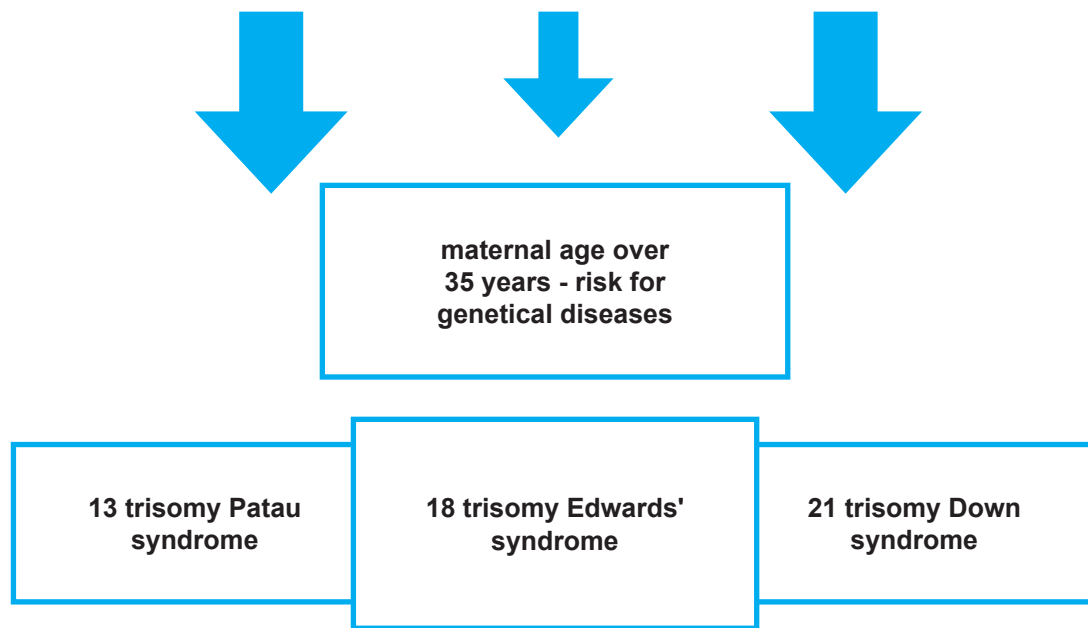 maternal age over
35 years - risk for
genetical diseases
13 trisomy Patau
syndrome
18 trisomy Edwards'
syndrome
21 trisomy Down
syndrome